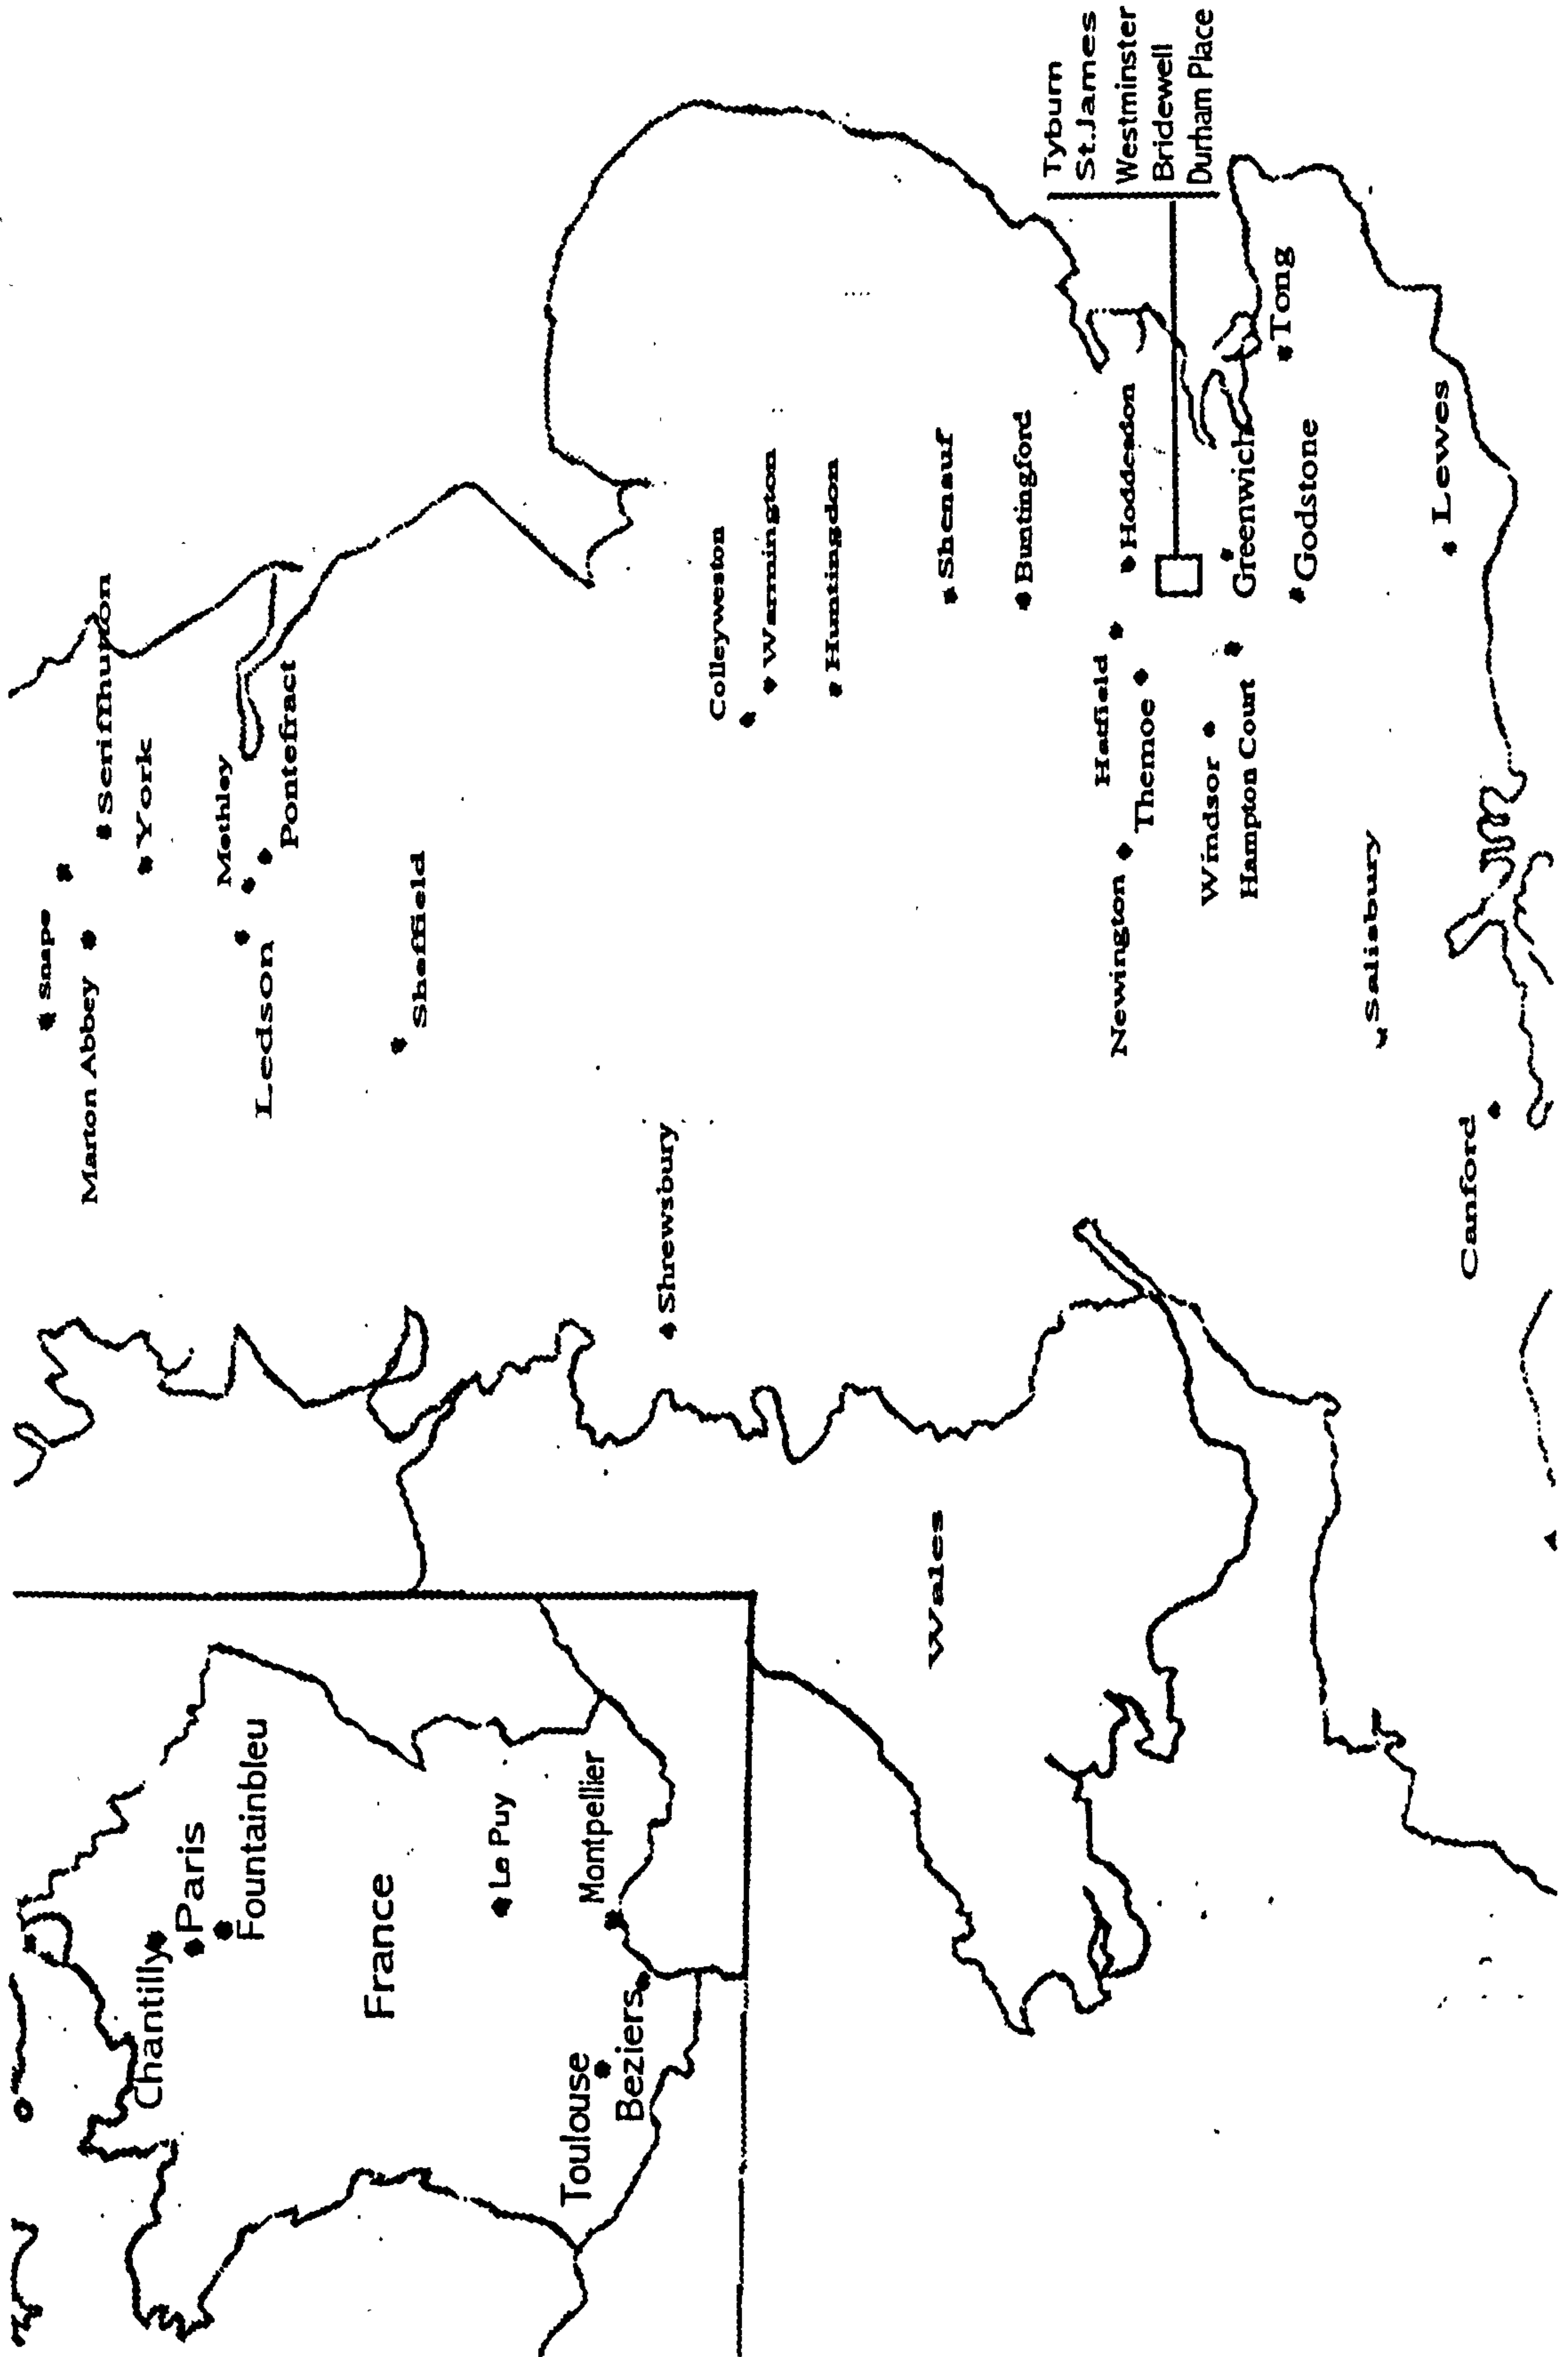 Snape
Marton Abbey
Scriffhupton
York
Methley
Ledson
Pontefract
Sheffield
Shrewsbury
Colleyweston
Warmington
Huntingdon
Shenauf
Buntingford
Hoddesdon
Hatfield
Themoe
Newington
Windsor
Hampton Court
Greenwich
Godstone
Tong
Lewes
Salisbury
Canford
Wales
Tyburn
St.James
Westminster
Bridewell
Durham Place
Chantilly
Paris
Fountainbleu
France
Le Puy
Montpellier
Toulouse
Beziers